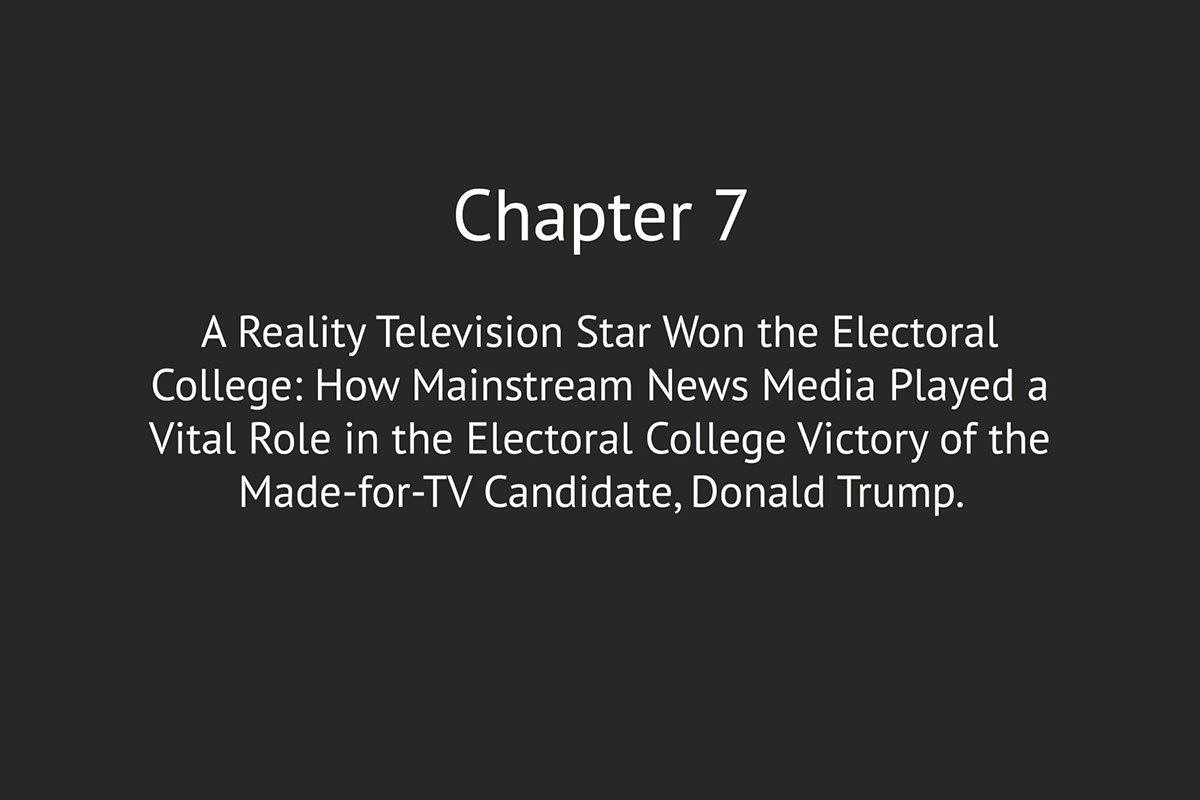 Chapter 7
A Reality Television Star Won the Electoral
College: How Mainstream News Media Played a
Vital Role in the Electoral College Victory of the
Made-for-TV Candidate, Donald Trump.